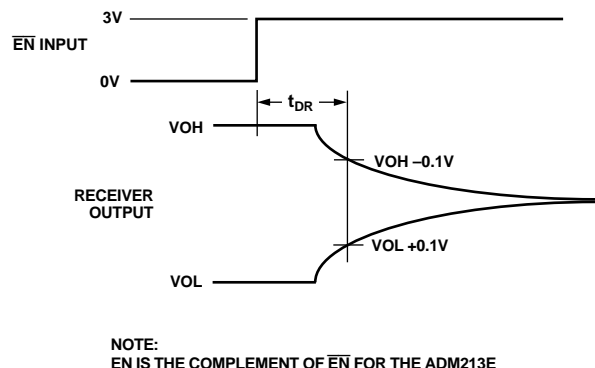 3V
EN INPUT
0V
tDR
VOH
VOH –0.1V
RECEIVER
OUTPUT
VOL +0.1V
VOL
NOTE:
EN IS THE COMPLEMENT OF EN FOR THE ADM213E